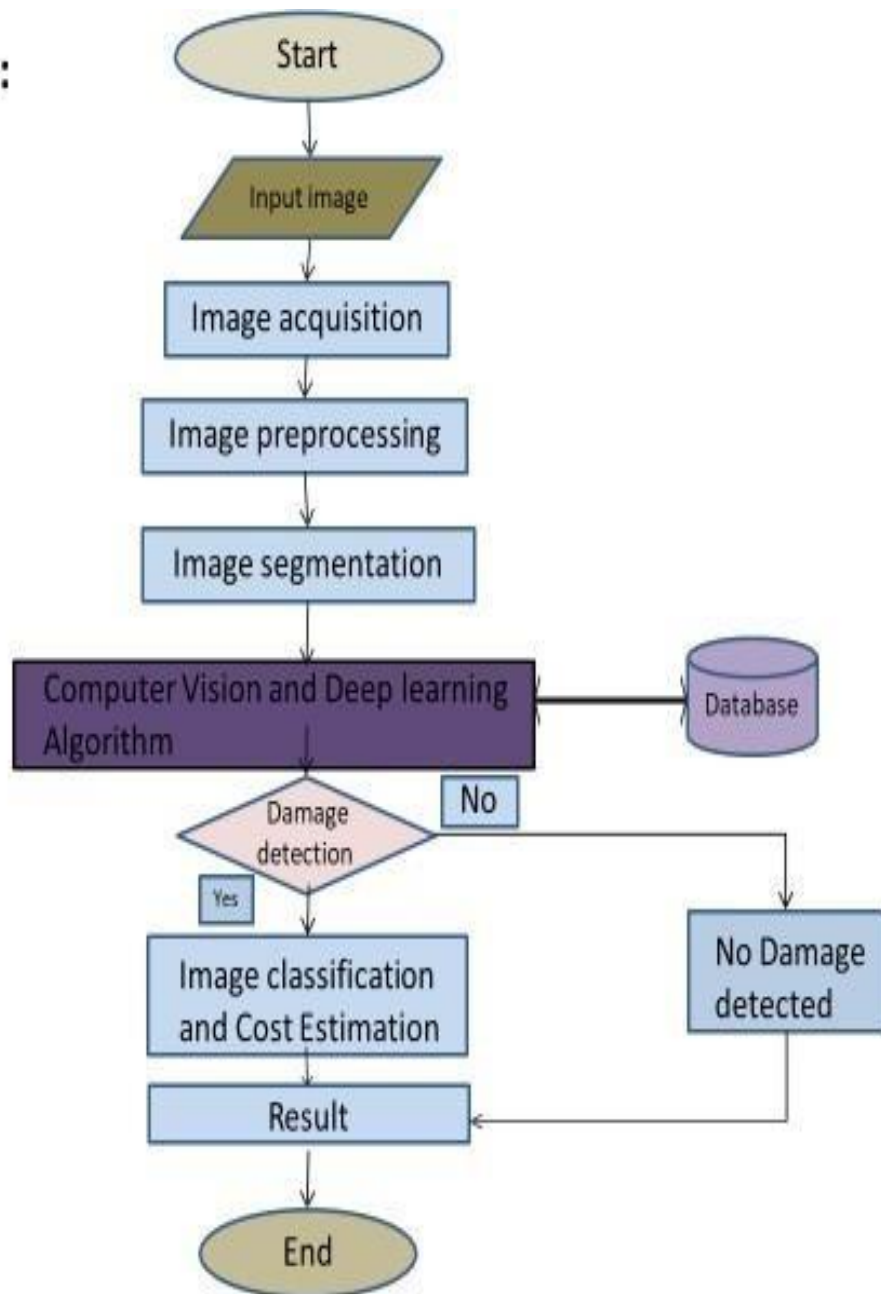 :
Start
Input image
Image acquisition
Image preprocessing
Image segmentation
Computer Vision and Deep learning
Algorithm
Database
Damage
detection
No
Yes
Image classification
and Cost Estimation
No Damage
detected
Result
End